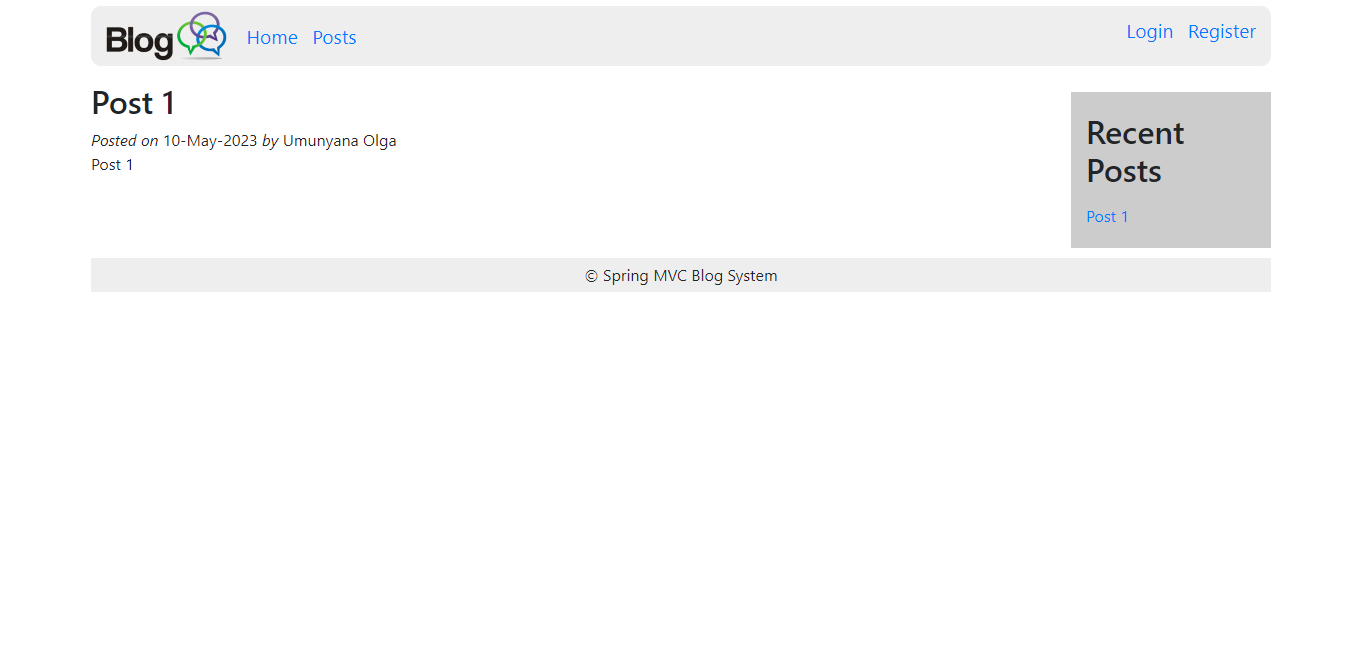 Blog Home Posts Login Register
Post 1
Posted on 10-May-2023 by Umunyana Olga
Post 1
Recent
Posts
Post 1
© Spring MVC Blog System